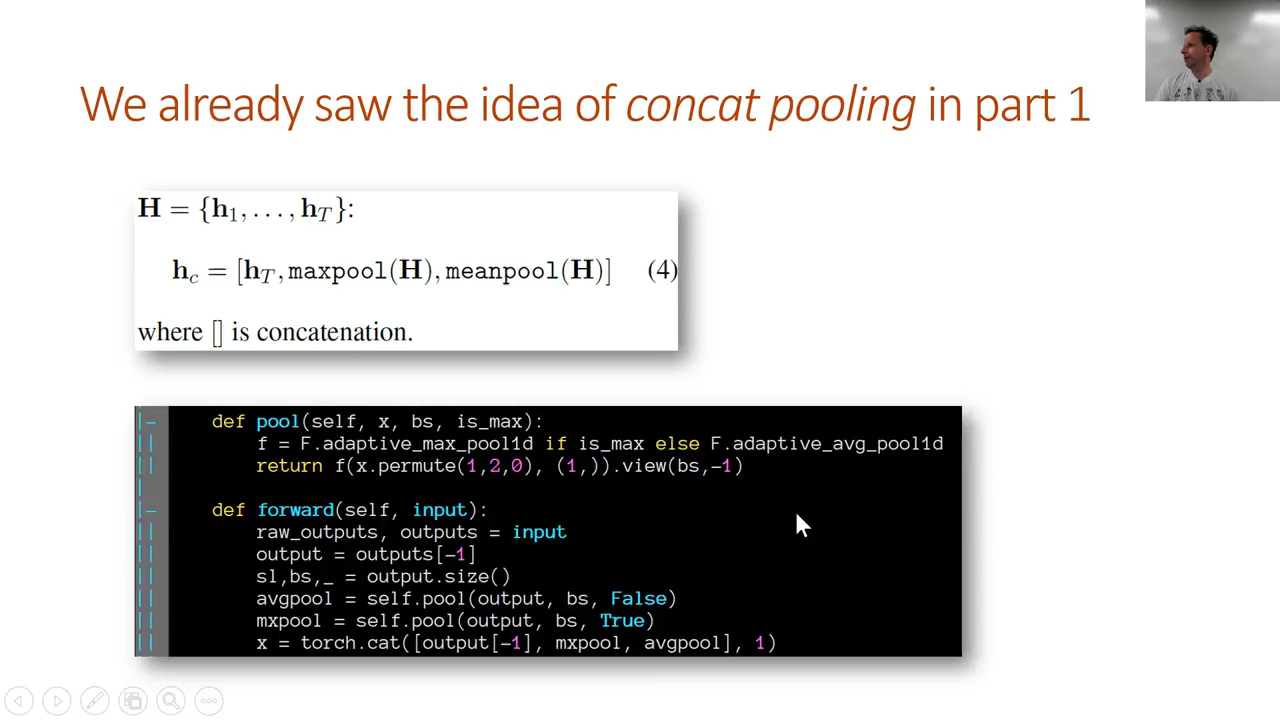 We already saw the idea of concat pooling in part 1
H = {h₁, . . . , h_T}:
h_c = [h_T, maxpool(H), meanpool(H)] (4)
where [] is concatenation.
def pool(self, x, bs, is_max):
f = F.adaptive_max_pool1d if is_max else F.adaptive_avg_pool1d
return f(x.permute(1,2,0), (1,)).view(bs,-1)
def forward(self, input):
raw_outputs, outputs = input
output = outputs[-1]
sl,bs,_ = output.size()
avgpool = self.pool(output, bs, False)
mxpool = self.pool(output, bs, True)
x = torch.cat([output[-1], mxpool, avgpool], 1)